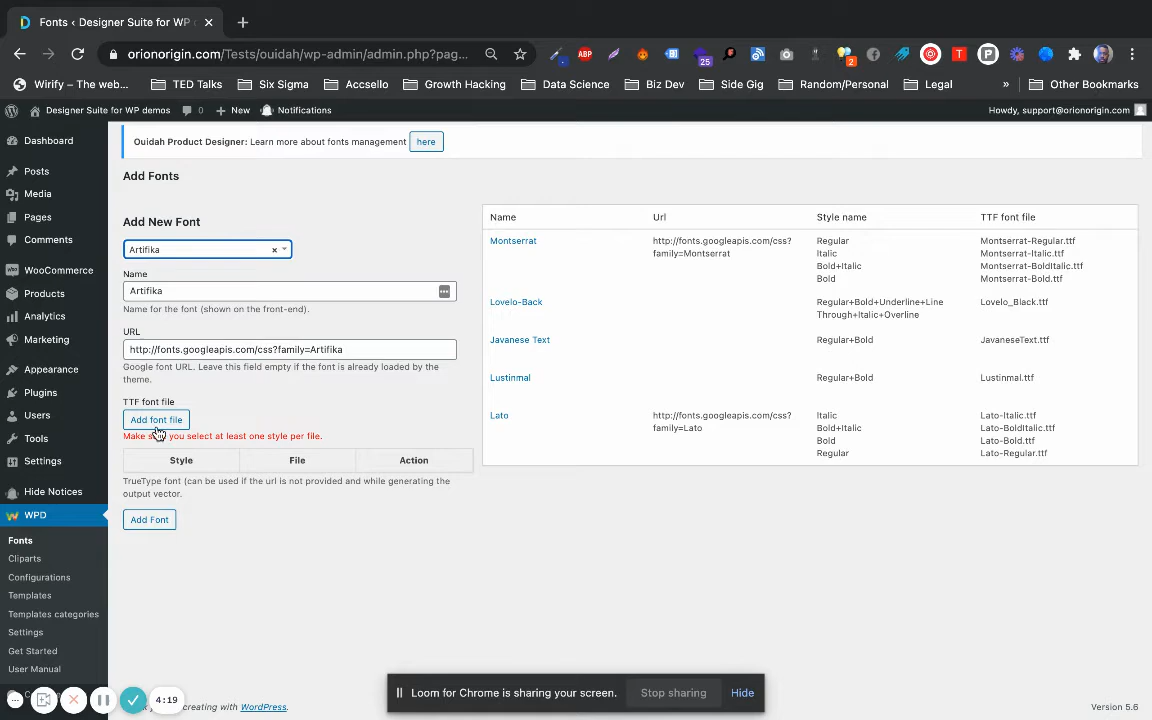 Fonts ‹ Designer Suite for WP
orionorigin.com/Tests/ouidah/wp-admin/admin.php?pag...
ABP
25
2
T
P
Wirify — The web...
TED Talks
Six Sigma
Accsello
Growth Hacking
Data Science
Biz Dev
Side Gig
Random/Personal
Legal
»
Other Bookmarks
Designer Suite for WP demos
0
New
Notifications
Howdy, support@orionorigin.com
Dashboard
Posts
Media
Pages
Comments
WooCommerce
Products
Analytics
Marketing
Appearance
Plugins
Users
Tools
Settings
Hide Notices
WPD
Fonts
Cliparts
Configurations
Templates
Templates categories
Settings
Get Started
User Manual
Ouidah Product Designer: Learn more about fonts management here
Add Fonts
Add New Font
Artifika
Name
Artifika
Name for the font (shown on the front-end).
URL
http://fonts.googleapis.com/css?family=Artifika
Google font URL. Leave this field empty if the font is already loaded by the
theme.
TTF font file
Add font file
Make you select at least one style per file.
Style File Action
TrueType font (can be used if the url is not provided and while generating the
output vector.
Add Font
Name Url Style name TTF font file
Montserrat http://fonts.googleapis.com/css? Regular Montserrat-Regular.ttf
family=Montserrat Italic Montserrat-Italic.ttf
Bold+Italic Montserrat-BoldItalic.ttf
Bold Montserrat-Bold.ttf
Lovelo-Back Regular+Bold+Underline+Line Lovelo_Black.ttf
Through+Italic+Overline
Javanese Text Regular+Bold JavaneseText.ttf
Lustinmal Regular+Bold Lustinmal.ttf
Lato http://fonts.googleapis.com/css? Italic Lato-Italic.ttf
family=Lato Bold+Italic Lato-BoldItalic.ttf
Bold Lato-Bold.ttf
Regular Lato-Regular.ttf
Loom for Chrome is sharing your screen.
Stop sharing
Hide
4:19
creating with WordPress.
Version 5.6